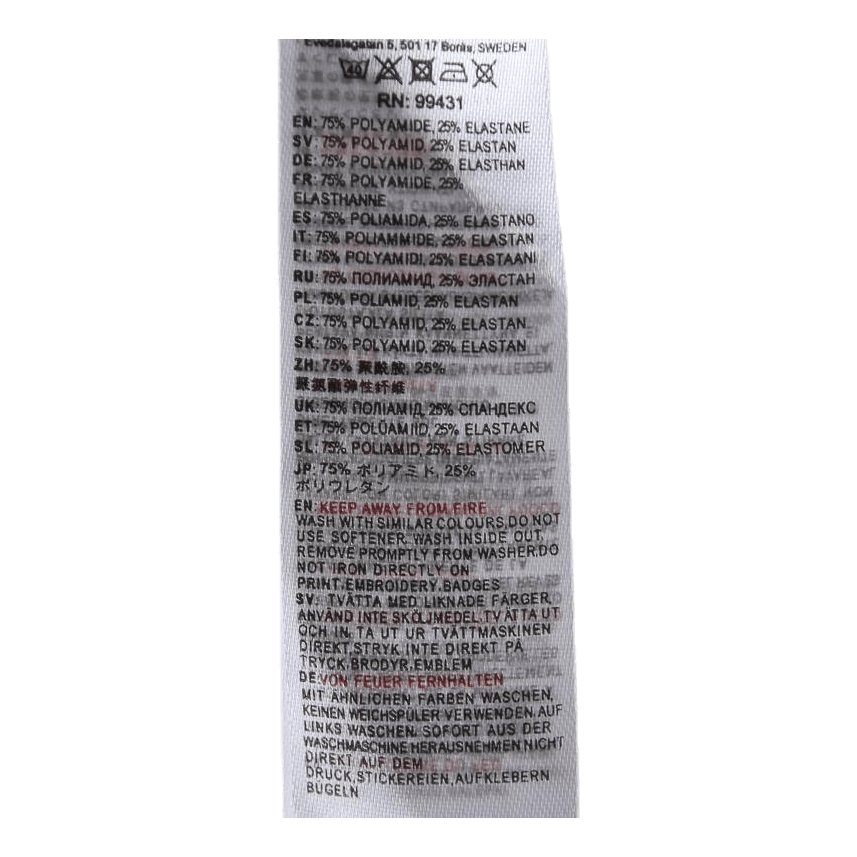 Evedalsgatan 5, 501 17 Borås, SWEDEN
40
RN: 99431
EN: 75% POLYAMIDE, 25% ELASTANE
SV: 75% POLYAMID, 25% ELASTAN
DE: 75% POLYAMID, 25% ELASTHAN
FR: 75% POLYAMIDE, 25%
ELASTHANNE
ES: 75% POLIAMIDA, 25% ELASTANO
IT: 75% POLIAMMIDE, 25% ELASTAN
FI: 75% POLYAMIDI, 25% ELASTAANI
RU: 75% ПОЛИАМИД, 25% ЭЛАСТАН
PL: 75% POLIAMID, 25% ELASTAN
CZ: 75% POLYAMID, 25% ELASTAN
SK: 75% POLYAMID, 25% ELASTAN
ZH: 75% 聚酰胺, 25%
聚氨酯弹性纤维
UK: 75% ПОЛІАМІД, 25% СПАНДЕКС
ET: 75% POLÜAMIID, 25% ELASTAAN
SL: 75% POLIAMID, 25% ELASTOMER
JP: 75% ポリアミド, 25%
ポリウレタン
EN: KEEP AWAY FROM FIRE
WASH WITH SIMILAR COLOURS,DO NOT
USE SOFTENER. WASH INSIDE OUT,
REMOVE PROMPTLY FROM WASHER,DO
NOT IRON DIRECTLY ON
PRINT,EMBROIDERY,BADGES
SV: TVÄTTA MED LIKNADE FÄRGER,
ANVÄND INTE SKÖLJMEDEL,TVÄTTA UT
OCH IN, TA UT UR TVÄTTMASKINEN
DIREKT,STRYK INTE DIREKT PÅ
TRYCK,BRODYR,EMBLEM
DE:VON FEUER FERNHALTEN
MIT ÄHNLICHEN FARBEN WASCHEN,
KEINEN WEICHSPÜLER VERWENDEN, AUF
LINKS WASCHEN, SOFORT AUS DER
WASCHMASCHINE HERAUSNEHMEN NICHT
DIREKT AUF DEM
DRUCK,STICKEREIEN,AUFKLEBERN
BÜGELN